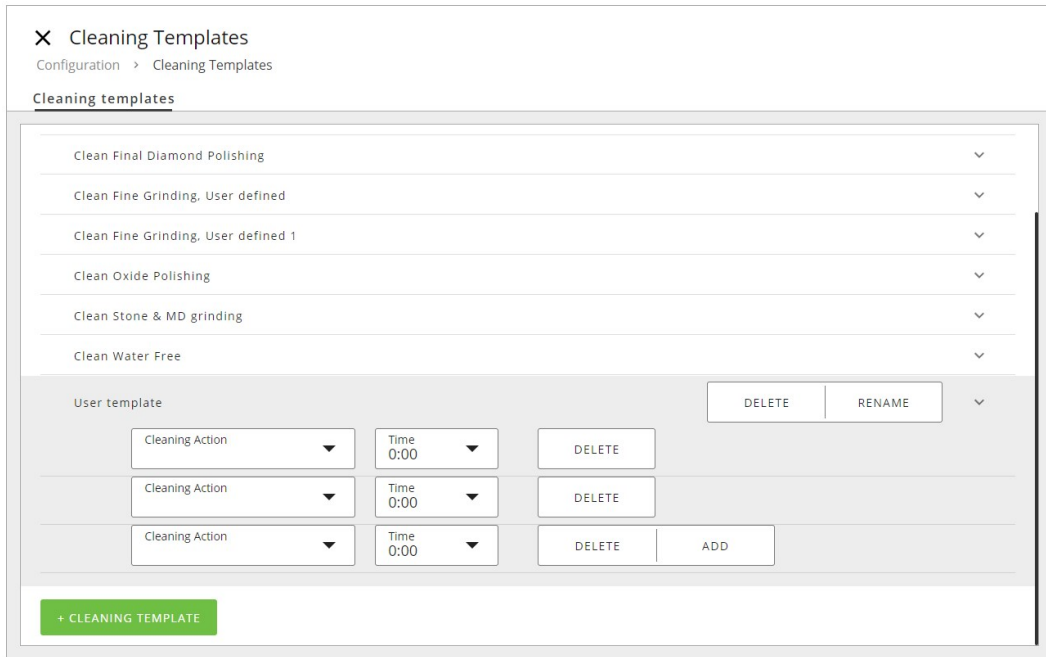 Cleaning Templates
Configuration > Cleaning Templates
Cleaning templates
Clean Final Diamond Polishing
Clean Fine Grinding, User defined
Clean Fine Grinding, User defined 1
Clean Oxide Polishing
Clean Stone & MD grinding
Clean Water Free
User template DELETE RENAME
Cleaning Action Time
0:00 DELETE
Cleaning Action Time
0:00 DELETE
Cleaning Action Time
0:00 DELETE ADD
+ CLEANING TEMPLATE